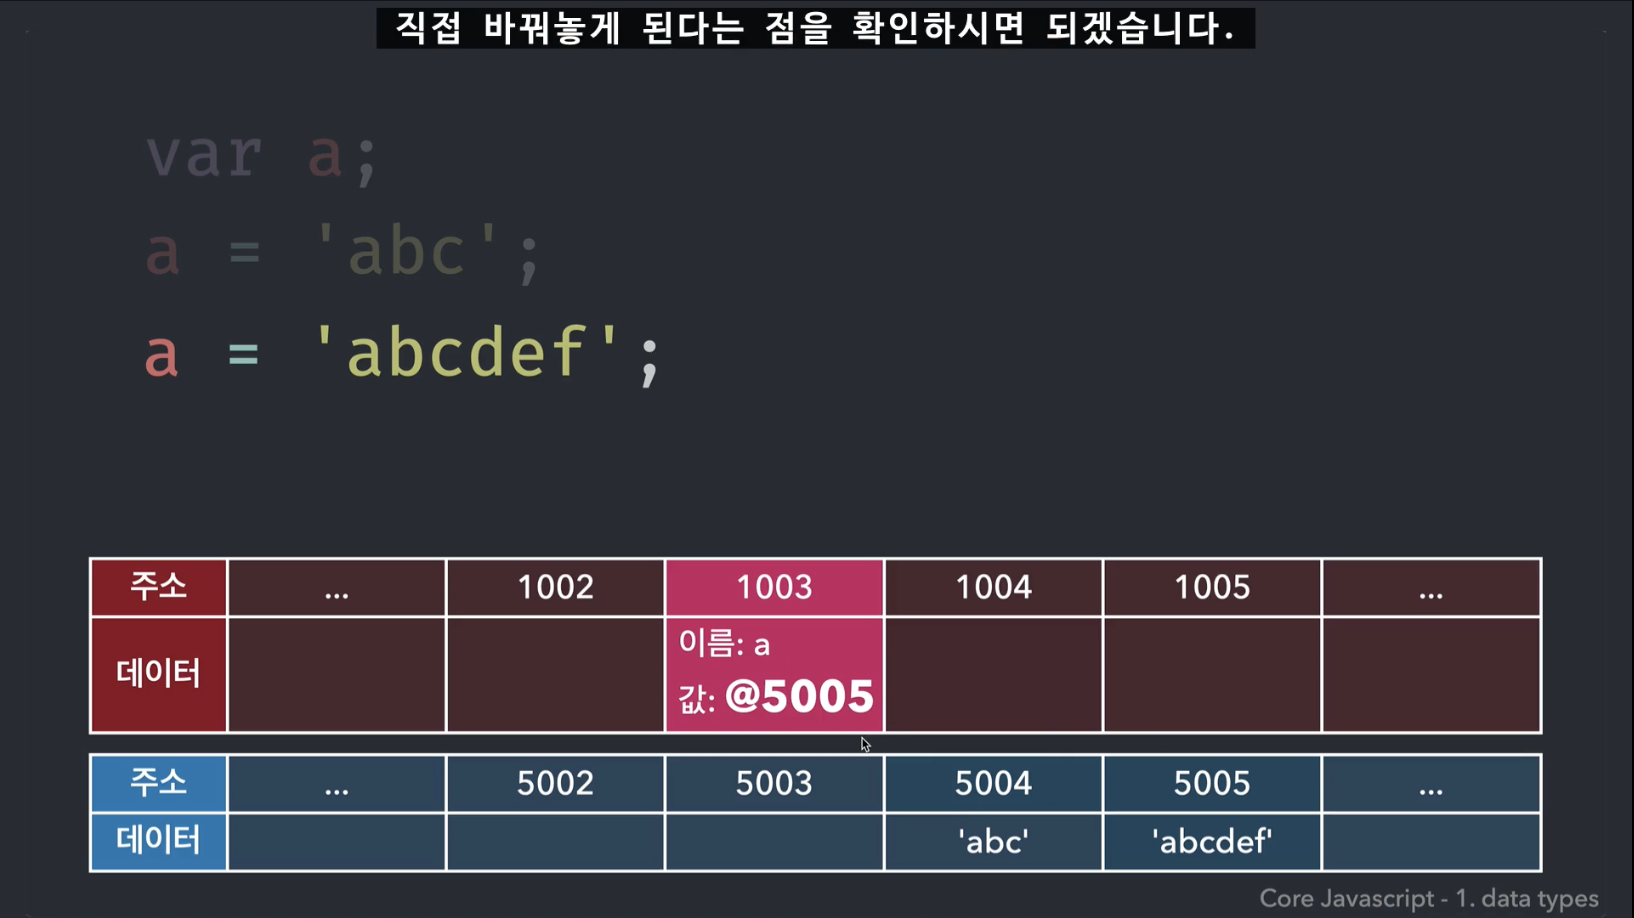 직접 바꿔놓게 된다는 점을 확인하시면 되겠습니다.
var a;
a = 'abc';
a = 'abcdef';
주소 ... 1002 1003 1004 1005 ...
데이터 이름: a
값: @5005
주소 ... 5002 5003 5004 5005 ...
데이터 'abc' 'abcdef'
Core Javascript - 1. data types